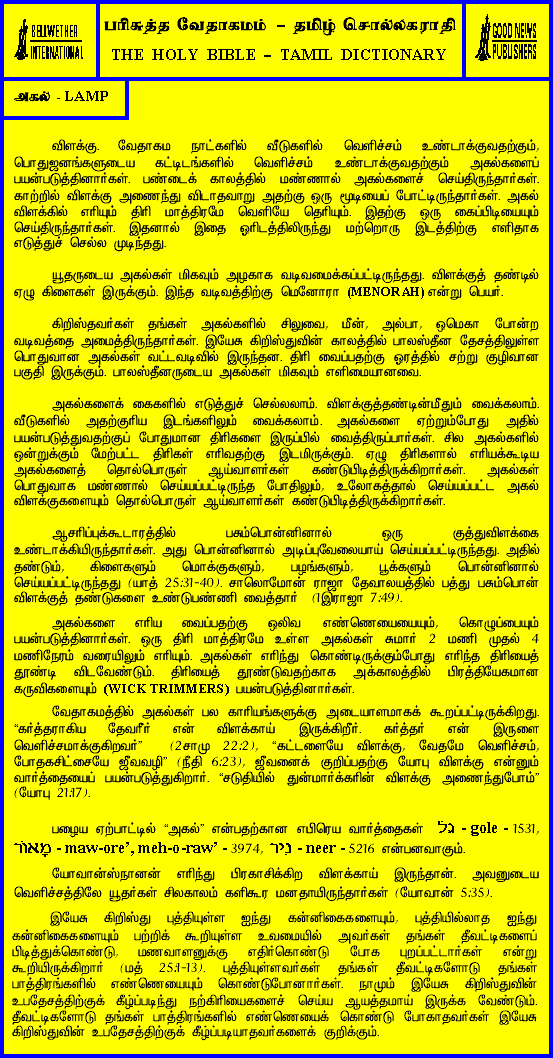 BELLWETHER
INTERNATIONAL
பரிசுத்த வேதாகமம் – தமிழ் சொல்லகராதி
THE HOLY BIBLE – TAMIL DICTIONARY
GOOD NEWS
PUBLISHERS
அகல் - LAMP
விளக்கு. வேதாகம நாட்களில் வீடுகளில் வெளிச்சம் உண்டாக்குவதற்கும்,
பொதுஜனங்களுடைய கட்டிடங்களில் வெளிச்சம் உண்டாக்குவதற்கும் அகல்களைப்
பயன்படுத்தினார்கள். பண்டைக் காலத்தில் மண்ணால் அகல்களைச் செய்திருந்தார்கள்.
காற்றில் விளக்கு அணைந்து விடாதவாறு அதற்கு ஒரு மூடியைப் போட்டிருந்தார்கள். அகல்
விளக்கில் எரியும் திரி மாத்திரமே வெளியே தெரியும். இதற்கு ஒரு கைப்பிடியையும்
செய்திருந்தார்கள். இதனால் இதை ஓரிடத்திலிருந்து மற்றொரு இடத்திற்கு எளிதாக
எடுத்துச் செல்ல முடிந்தது.
யூதருடைய அகல்கள் மிகவும் அழகாக வடிவமைக்கப்பட்டிருந்தது. விளக்குத் தண்டில்
ஏழு கிளைகள் இருக்கும். இந்த வடிவத்திற்கு மெனோரா (MENORAH) என்று பெயர்.
கிறிஸ்தவர்கள் தங்கள் அகல்களில் சிலுவை, மீன், அல்பா, ஒமெகா போன்ற
வடிவத்தை அமைத்திருந்தார்கள். இயேசு கிறிஸ்துவின் காலத்தில் பாலஸ்தீன தேசத்திலுள்ள
பொதுவான அகல்கள் வட்டவடிவில் இருந்தன. திரி வைப்பதற்கு ஓரத்தில் சற்று குழிவான
பகுதி இருக்கும். பாலஸ்தீனருடைய அகல்கள் மிகவும் எளிமையானவை.
அகல்களைக் கைகளில் எடுத்துச் செல்லலாம். விளக்குத்தண்டின்மீதும் வைக்கலாம்.
வீடுகளில் அதற்குரிய இடங்களிலும் வைக்கலாம். அகல்களை ஏற்றும்போது அதில்
பயன்படுத்துவதற்குப் போதுமான திரிகளை இருப்பில் வைத்திருப்பார்கள். சில அகல்களில்
ஒன்றுக்கும் மேற்பட்ட திரிகள் எரிவதற்கு இடமிருக்கும். ஏழு திரிகளால் எரியக்கூடிய
அகல்களைத் தொல்பொருள் ஆய்வாளர்கள் கண்டுபிடித்திருக்கிறார்கள். அகல்கள்
பொதுவாக மண்ணால் செய்யப்பட்டிருந்த போதிலும், உலோகத்தால் செய்யப்பட்ட அகல்
விளக்குகளையும் தொல்பொருள் ஆய்வாளர்கள் கண்டுபிடித்திருக்கிறார்கள்.
ஆசரிப்புக்கூடாரத்தில் பசும்பொன்னினால் ஒரு குத்துவிளக்கை
உண்டாக்கியிருந்தார்கள். அது பொன்னினால் அடிப்புவேலையாய் செய்யப்பட்டிருந்தது. அதில்
தண்டும், கிளைகளும் மொக்குகளும், பழங்களும், பூக்களும் பொன்னினால்
செய்யப்பட்டிருந்தது (யாத் 25:31-40). சாலொமோன் ராஜா தேவாலயத்தில் பத்து பசும்பொன்
விளக்குத் தண்டுகளை உண்டுபண்ணி வைத்தார் (1இராஜா 7:49).
அகல்களை எரிய வைப்பதற்கு ஒலிவ எண்ணெயையும், கொழுப்பையும்
பயன்படுத்தினார்கள். ஒரு திரி மாத்திரமே உள்ள அகல்கள் சுமார் 2 மணி முதல் 4
மணிநேரம் வரையிலும் எரியும். அகல்கள் எரிந்து கொண்டிருக்கும்போது எரிந்த திரியைத்
தூண்டி விடவேண்டும். திரியைத் தூண்டுவதற்காக அக்காலத்தில் பிரத்தியேகமான
கருவிகளையும் (WICK TRIMMERS) பயன்படுத்தினார்கள்.
வேதாகமத்தில் அகல்கள் பல காரியங்களுக்கு அடையாளமாகக் கூறப்பட்டிருக்கிறது.
“கர்த்தராகிய தேவரீர் என் விளக்காய் இருக்கிறீர். கர்த்தர் என் இருளை
வெளிச்சமாக்குகிறவர்” (2சாமு 22:2), “கட்டளையே விளக்கு, வேதமே வெளிச்சம்,
போதகசிட்சையே ஜீவவழி” (நீதி 6:23), ஜீவனைக் குறிப்பதற்கு யோபு விளக்கு என்னும்
வார்த்தையைப் பயன்படுத்துகிறார். “எத்தனைச் சடுதியில் துன்மார்க்கரின் விளக்கு அணைந்துபோம்”
(யோபு 21:17).
பழைய ஏற்பாட்டில் “அகல்” என்பதற்கான எபிரெய வார்த்தைகள் גל - gole - 1531,
מָאוֹר - maw-ore’, meh-o-raw’ - 3974, נִיר - neer - 5216 என்பனவாகும்.
யோவான்ஸ்நானன் எரிந்து பிரகாசிக்கிற விளக்காய் இருந்தான். அவனுடைய
வெளிச்சத்திலே யூதர்கள் சிலகாலம் களிகூர மனதாயிருந்தார்கள் (யோவான் 5:35).
இயேசு கிறிஸ்து புத்தியுள்ள ஐந்து கன்னிகைகளையும், புத்தியில்லாத ஐந்து
கன்னிகைகளையும் பற்றிக் கூறியுள்ள உவமையில் அவர்கள் தங்கள் தீவட்டிகளைப்
பிடித்துக்கொண்டு, மணவாளனுக்கு எதிர்கொண்டு போக புறப்பட்டார்கள் என்று
கூறியிருக்கிறார் (மத் 25:1-13). புத்தியுள்ளவர்கள் தங்கள் தீவட்டிகளோடு தங்கள்
பாத்திரங்களில் எண்ணெயையும் கொண்டுபோனார்கள். நாமும் இயேசு கிறிஸ்துவின்
உபதேசத்திற்குக் கீழ்ப்படிந்து நற்கிரியைகளைச் செய்ய ஆயத்தமாய் இருக்க வேண்டும்.
தீவட்டிகளோடு தங்கள் பாத்திரங்களில் எண்ணெயைக் கொண்டு போகாதவர்கள் இயேசு
கிறிஸ்துவின் உபதேசத்திற்குக் கீழ்ப்படியாதவர்களைக் குறிக்கும்.